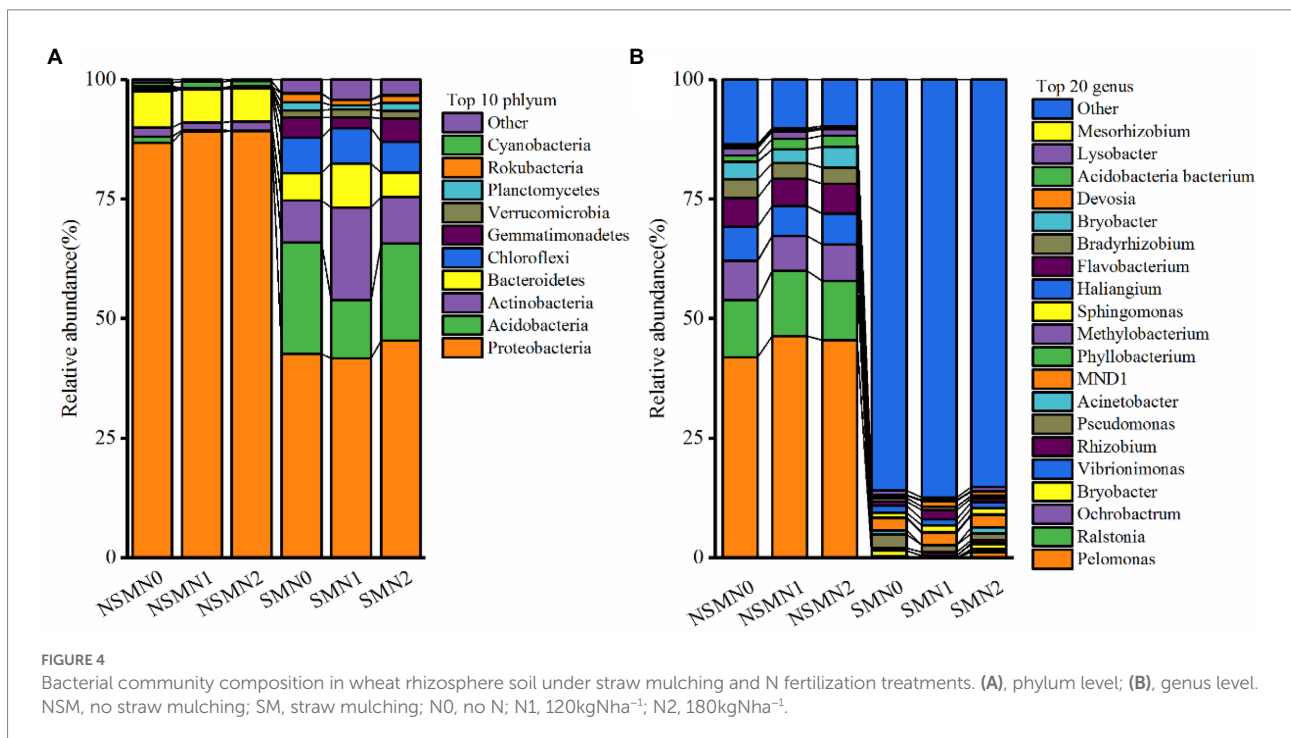 A
100
75
50
25
0
Relative abundance(%)
NSMN0
NSMN1
NSMN2
SMN0
SMN1
SMN2
Top 10 phlyum
Other
Cyanobacteria
Rokubacteria
Planctomycetes
Verrucomicrobia
Gemmatimonadetes
Chloroflexi
Bacteroidetes
Actinobacteria
Acidobacteria
Proteobacteria
B
100
75
50
25
0
Relative abundance(%)
NSMN0
NSMN1
NSMN2
SMN0
SMN1
SMN2
Top 20 genus
Other
Mesorhizobium
Lysobacter
Acidobacteria bacterium
Devosia
Bryobacter
Bradyrhizobium
Flavobacterium
Haliangium
Sphingomonas
Methylobacterium
Phyllobacterium
MND1
Acinetobacter
Pseudomonas
Rhizobium
Vibrionimonas
Bryobacter
Ochrobactrum
Ralstonia
Pelomonas
FIGURE 4
Bacterial community composition in wheat rhizosphere soil under straw mulching and N fertilization treatments. (A), phylum level; (B), genus level.
NSM, no straw mulching; SM, straw mulching; N0, no N; N1, 120kgNha⁻¹; N2, 180kgNha⁻¹.